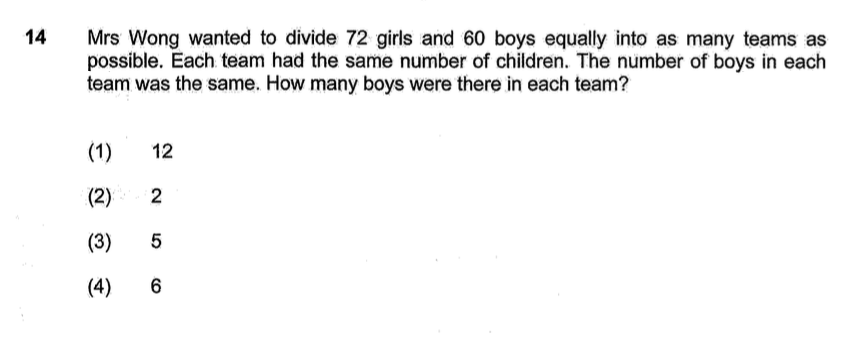 14 Mrs Wong wanted to divide 72 girls and 60 boys equally into as many teams as
possible. Each team had the same number of children. The number of boys in each
team was the same. How many boys were there in each team?
(1) 12
(2) 2
(3) 5
(4) 6